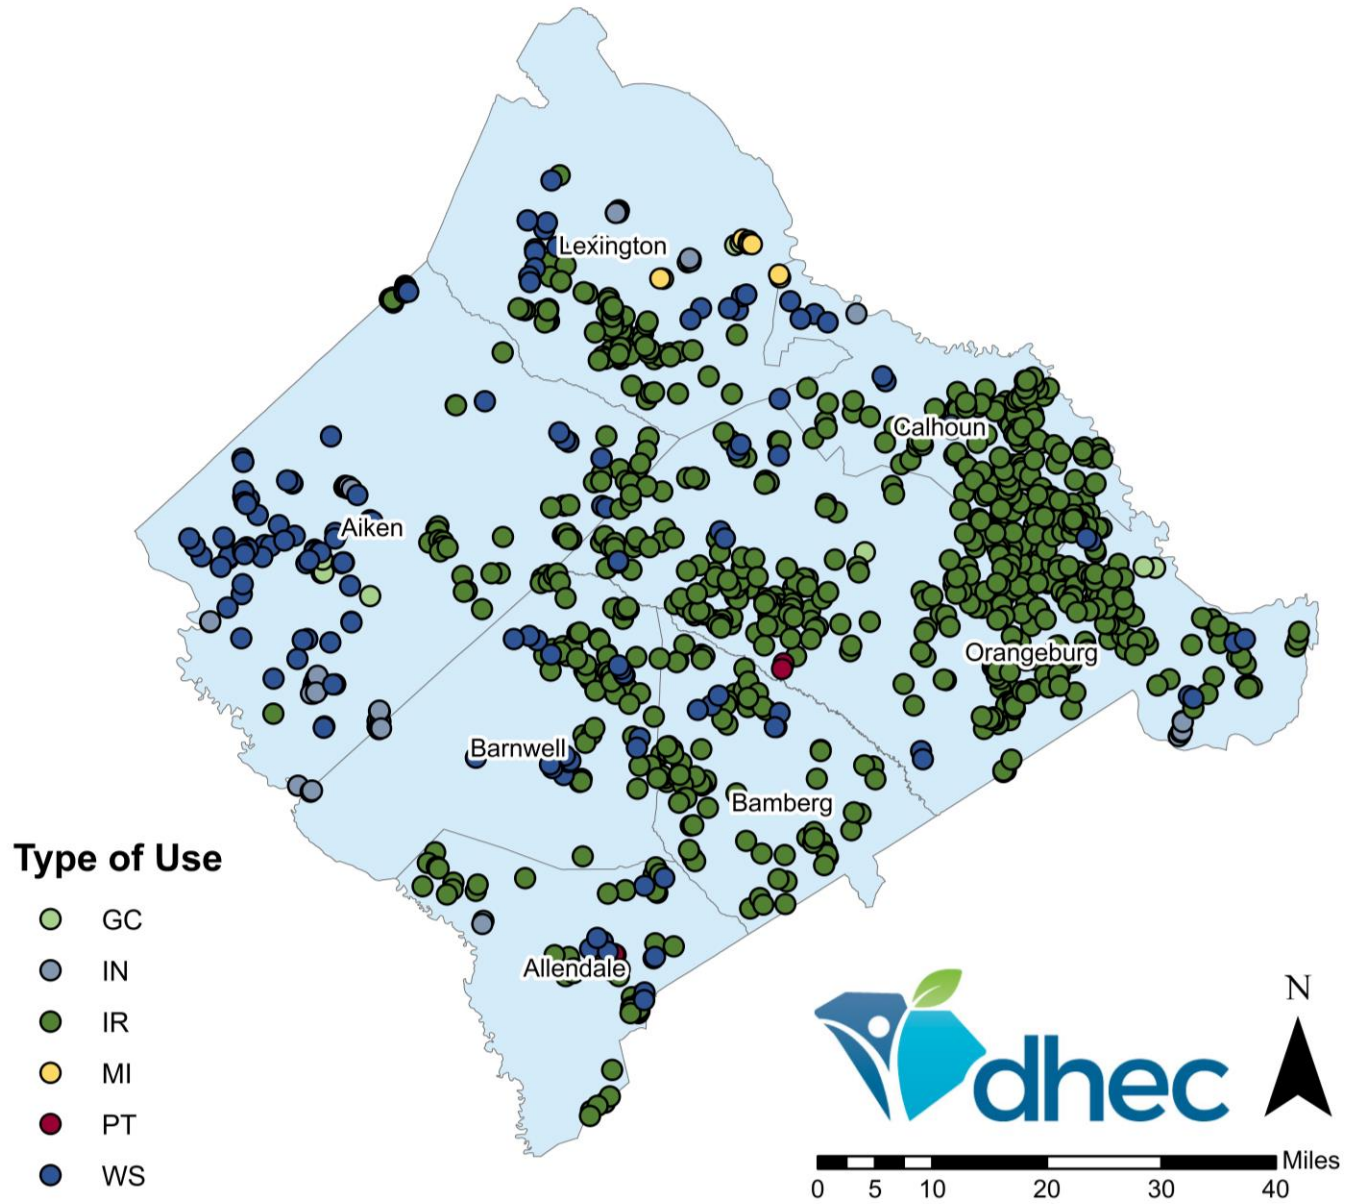 Lexington
Calhoun
Aiken
Orangeburg
Barnwell
Bamberg
Allendale
Type of Use
GC
IN
IR
MI
PT
WS
dhec
N
Miles
0 5 10 20 30 40